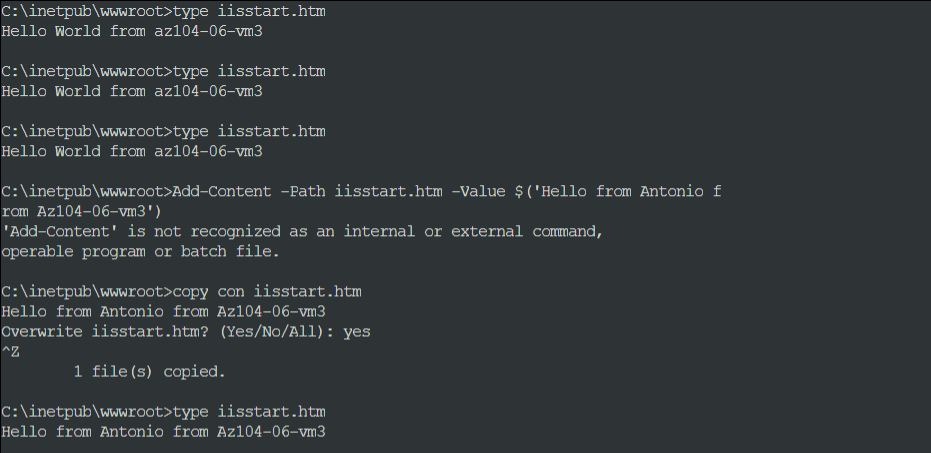 C:\inetpub\wwwroot>type iisstart.htm
Hello World from az104-06-vm3
C:\inetpub\wwwroot>type iisstart.htm
Hello World from az104-06-vm3
C:\inetpub\wwwroot>type iisstart.htm
Hello World from az104-06-vm3
C:\inetpub\wwwroot>Add-Content -Path iisstart.htm -Value $('Hello from Antonio f
rom Az104-06-vm3')
'Add-Content' is not recognized as an internal or external command,
operable program or batch file.
C:\inetpub\wwwroot>copy con iisstart.htm
Hello from Antonio from Az104-06-vm3
Overwrite iisstart.htm? (Yes/No/All): yes
^Z
1 file(s) copied.
C:\inetpub\wwwroot>type iisstart.htm
Hello from Antonio from Az104-06-vm3